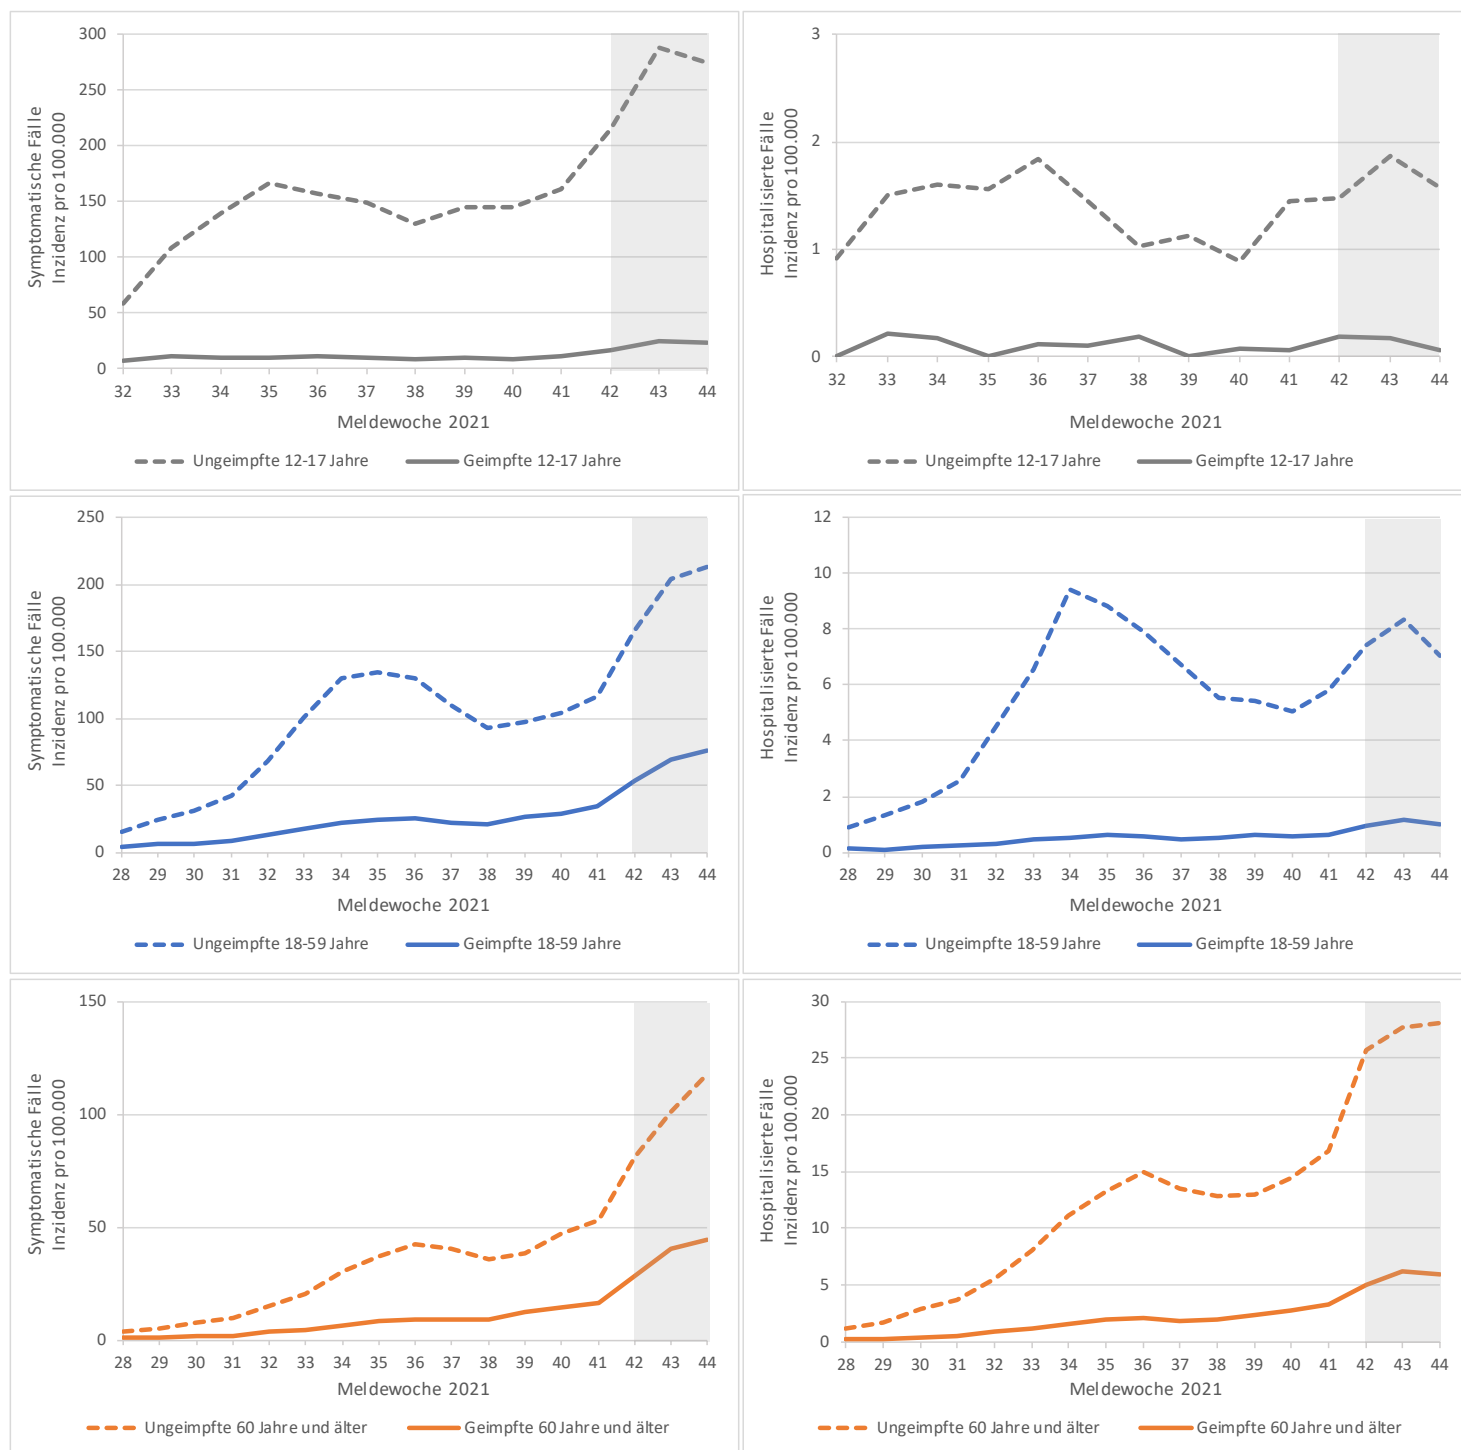 Symptomatische Fälle
Inzidenz pro 100.000
300
250
200
150
100
50
0
32 33 34 35 36 37 38 39 40 41 42 43 44
Meldewoche 2021
Ungeimpfte 12-17 Jahre Geimpfte 12-17 Jahre
Hospitalisierte Fälle
Inzidenz pro 100.000
3
2
1
0
32 33 34 35 36 37 38 39 40 41 42 43 44
Meldewoche 2021
Ungeimpfte 12-17 Jahre Geimpfte 12-17 Jahre
Symptomatische Fälle
Inzidenz pro 100.000
250
200
150
100
50
0
28 29 30 31 32 33 34 35 36 37 38 39 40 41 42 43 44
Meldewoche 2021
Ungeimpfte 18-59 Jahre Geimpfte 18-59 Jahre
Hospitalisierte Fälle
Inzidenz pro 100.000
12
10
8
6
4
2
0
28 29 30 31 32 33 34 35 36 37 38 39 40 41 42 43 44
Meldewoche 2021
Ungeimpfte 18-59 Jahre Geimpfte 18-59 Jahre
Symptomatische Fälle
Inzidenz pro 100.000
150
100
50
0
28 29 30 31 32 33 34 35 36 37 38 39 40 41 42 43 44
Meldewoche 2021
Ungeimpfte 60 Jahre und älter Geimpfte 60 Jahre und älter
Hospitalisierte Fälle
Inzidenz pro 100.000
30
25
20
15
10
5
0
28 29 30 31 32 33 34 35 36 37 38 39 40 41 42 43 44
Meldewoche 2021
Ungeimpfte 60 Jahre und älter Geimpfte 60 Jahre und älter